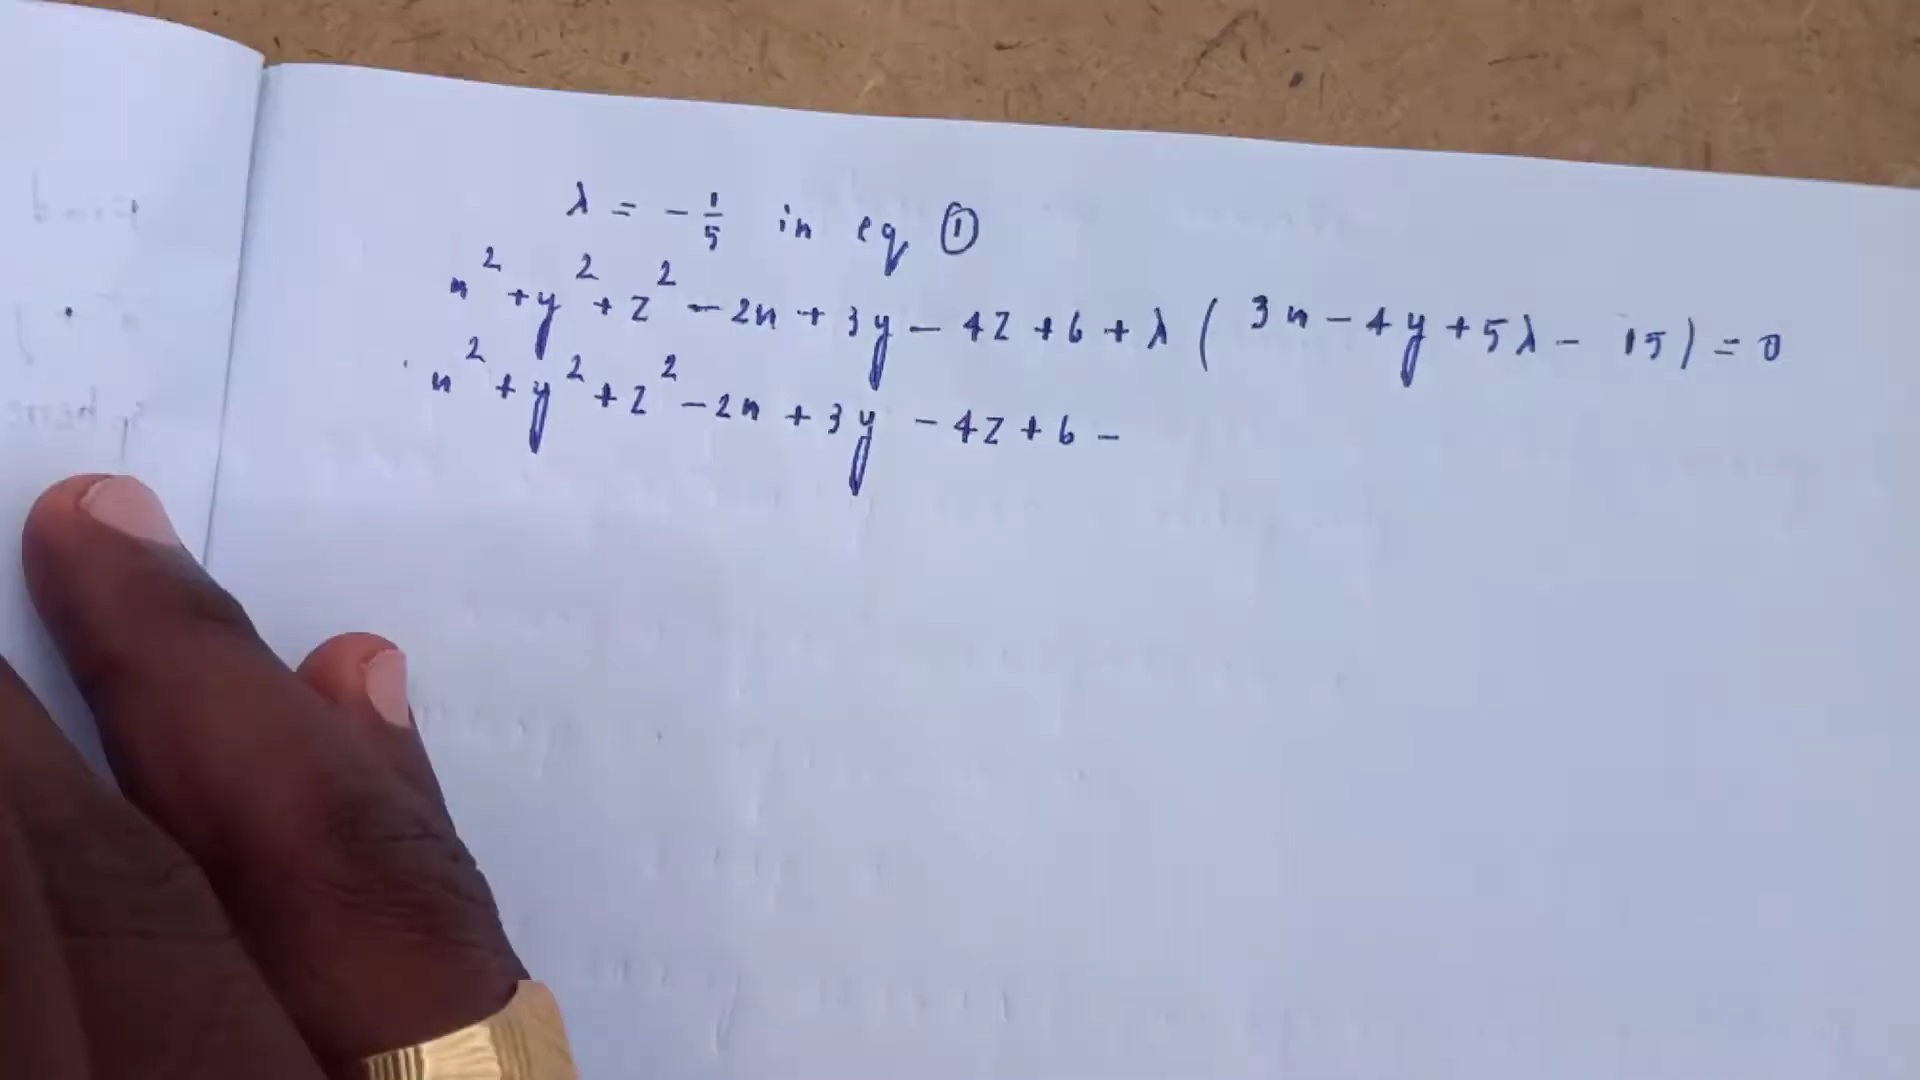 λ = -1/5 in eq ①
x² + y² + z² - 2x + 3y - 4z + 6 + λ ( 3x - 4y + 5λ - 15 ) = 0
x² + y² + z² - 2x + 3y - 4z + 6 -